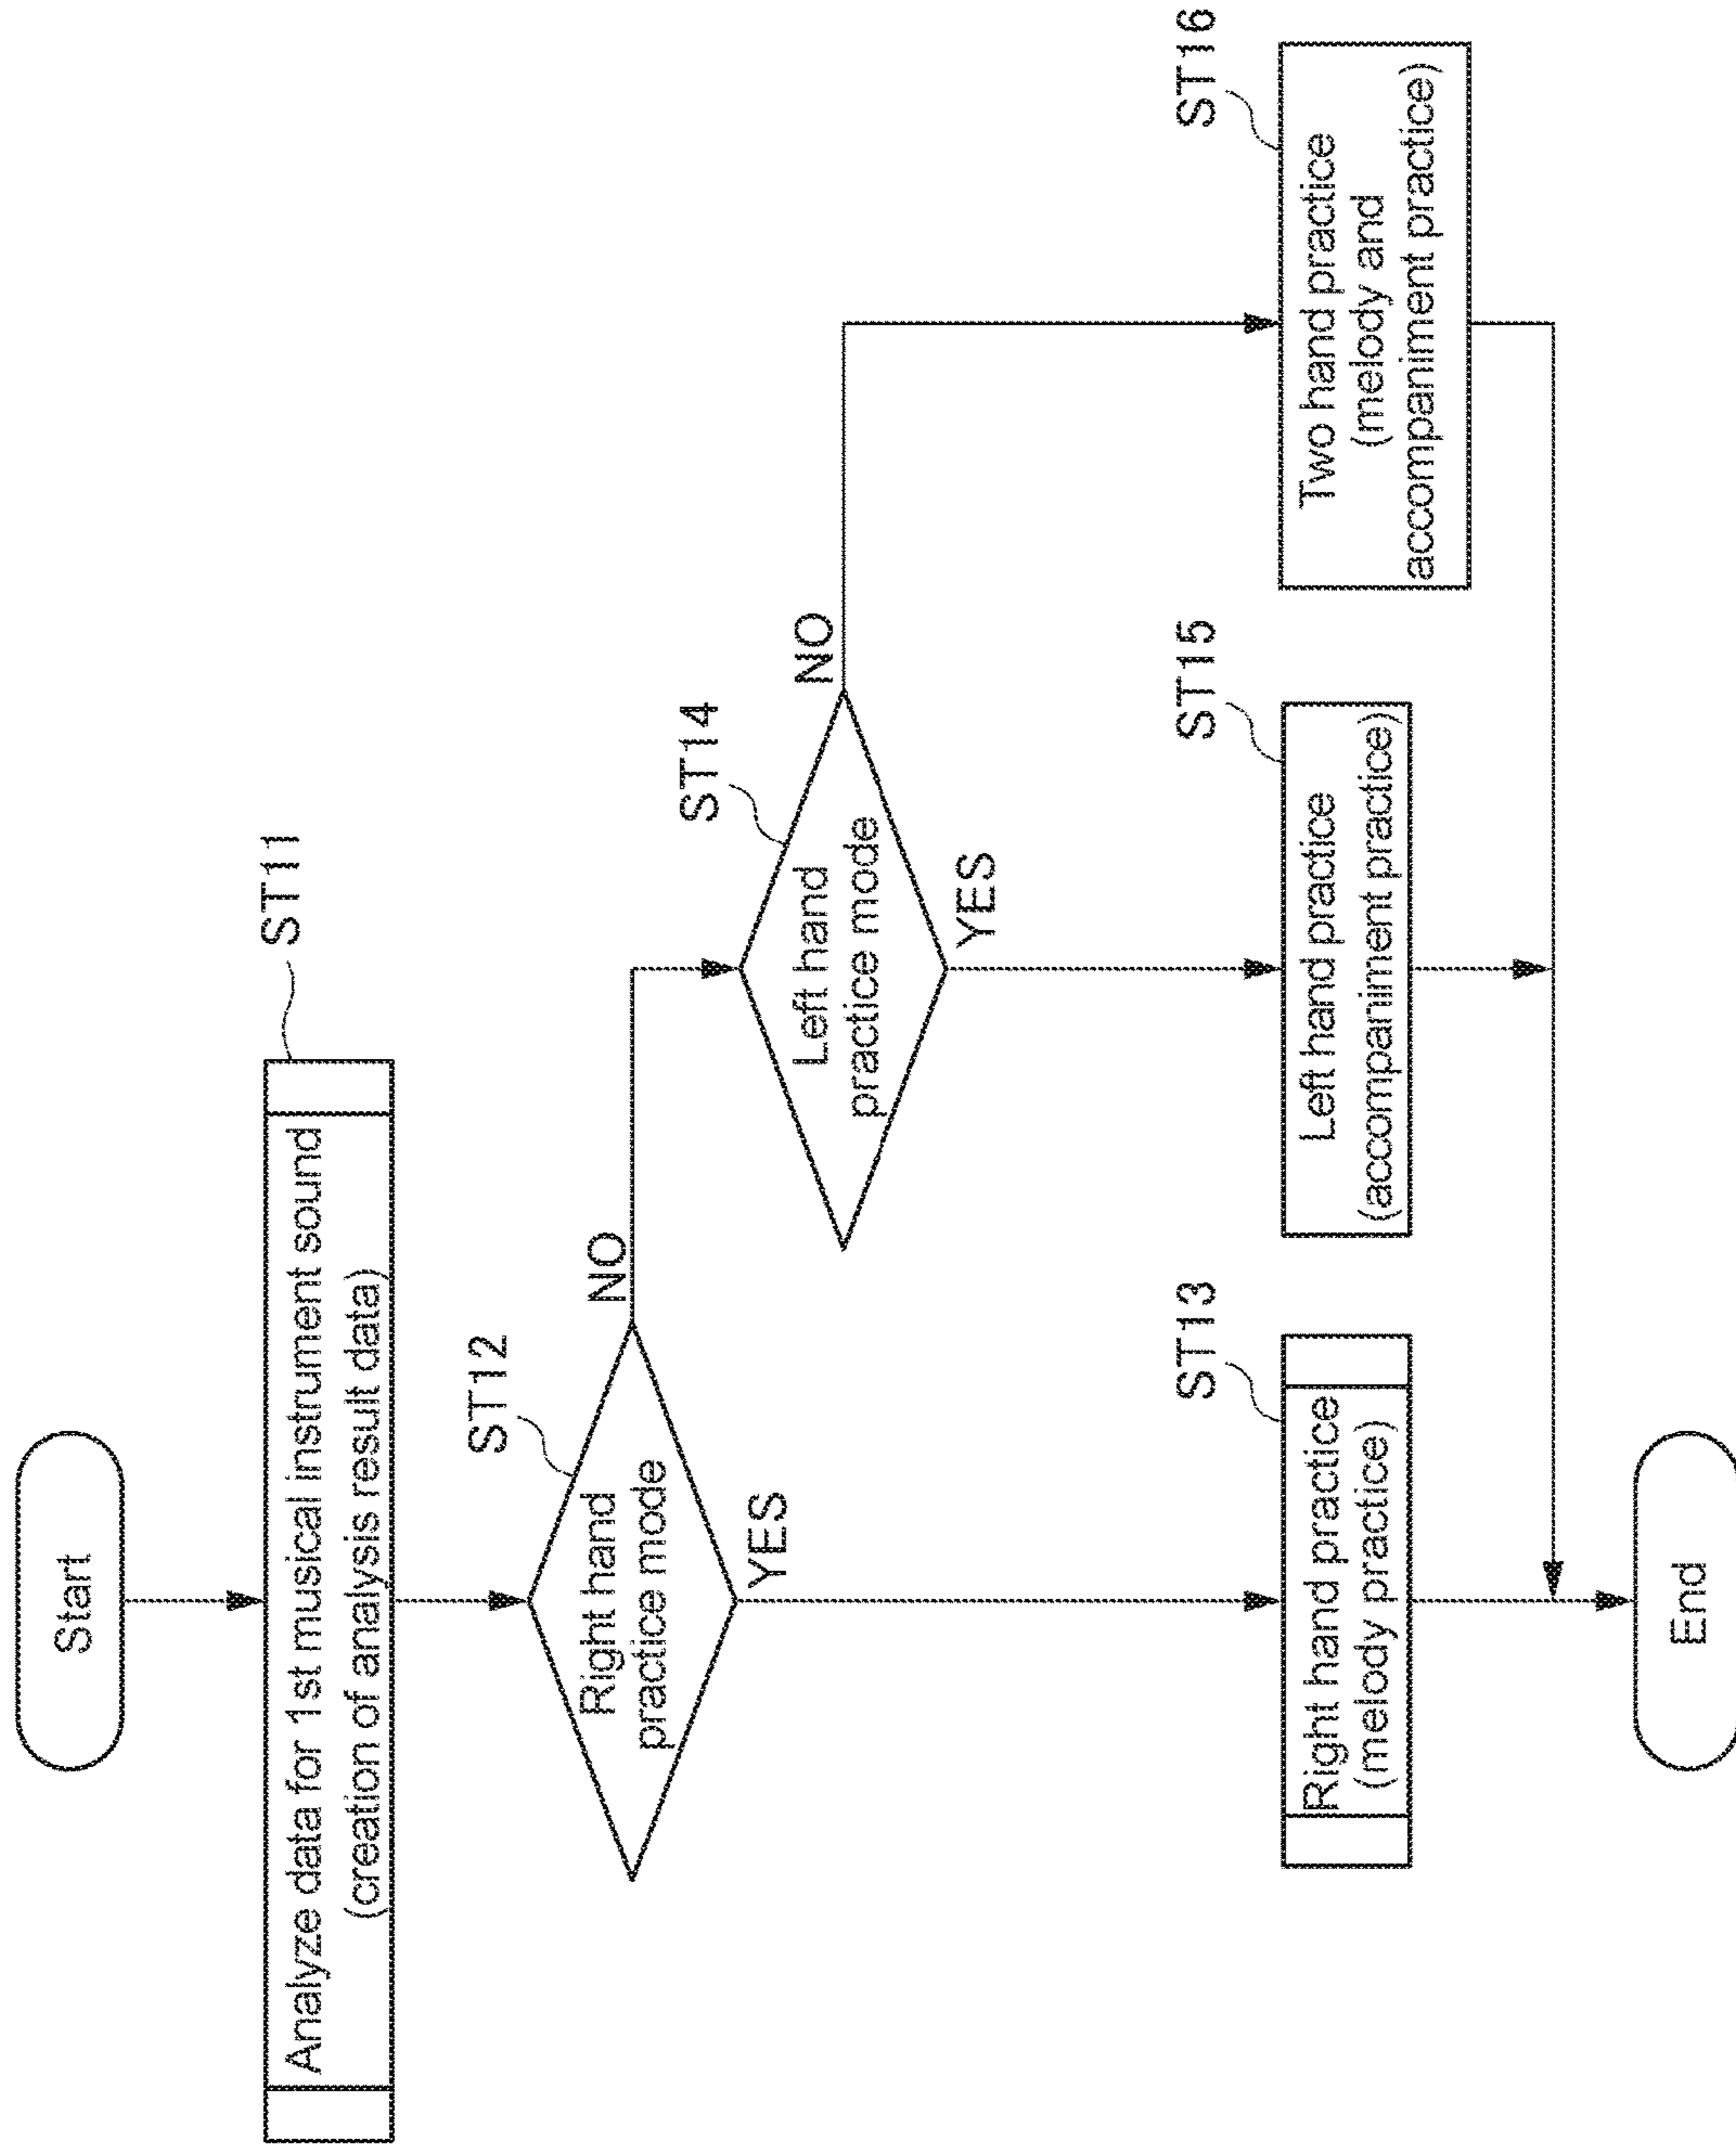 Start
ST11
Analyze data for 1st musical instrument sound
(creation of analysis result data)
ST12
Right hand
practice mode
NO
YES
ST14
Left hand
practice mode
NO
YES
ST13
Right hand practice
(melody practice)
ST15
Left hand practice
(accompaniment practice)
ST16
Two hand practice
(melody and
accompaniment practice)
End